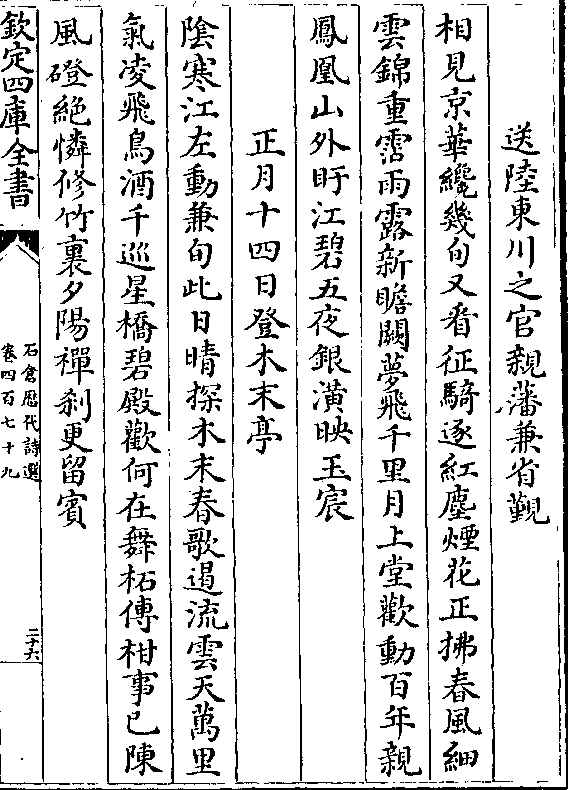 送陸東川之官親藩兼省覲
相見京華纔幾旬又看征騎逐紅塵煙花正拂春風細
雲錦重霑雨露新瞻闕夢飛千里月上堂歡動百年親
鳳凰山外盱江碧五夜銀潢映玉宸
正月十四日登木末亭
陰寒江左動兼旬此日晴探木末春歌遏流雲天萬里
氣凌飛鳥酒千巡星橋碧殿歡何在舞柘傳柑事已陳
風磴絶憐修竹裏夕陽禪刹更留賓
欽定四庫全書
石倉歴代詩選
卷四百七十九
二十六